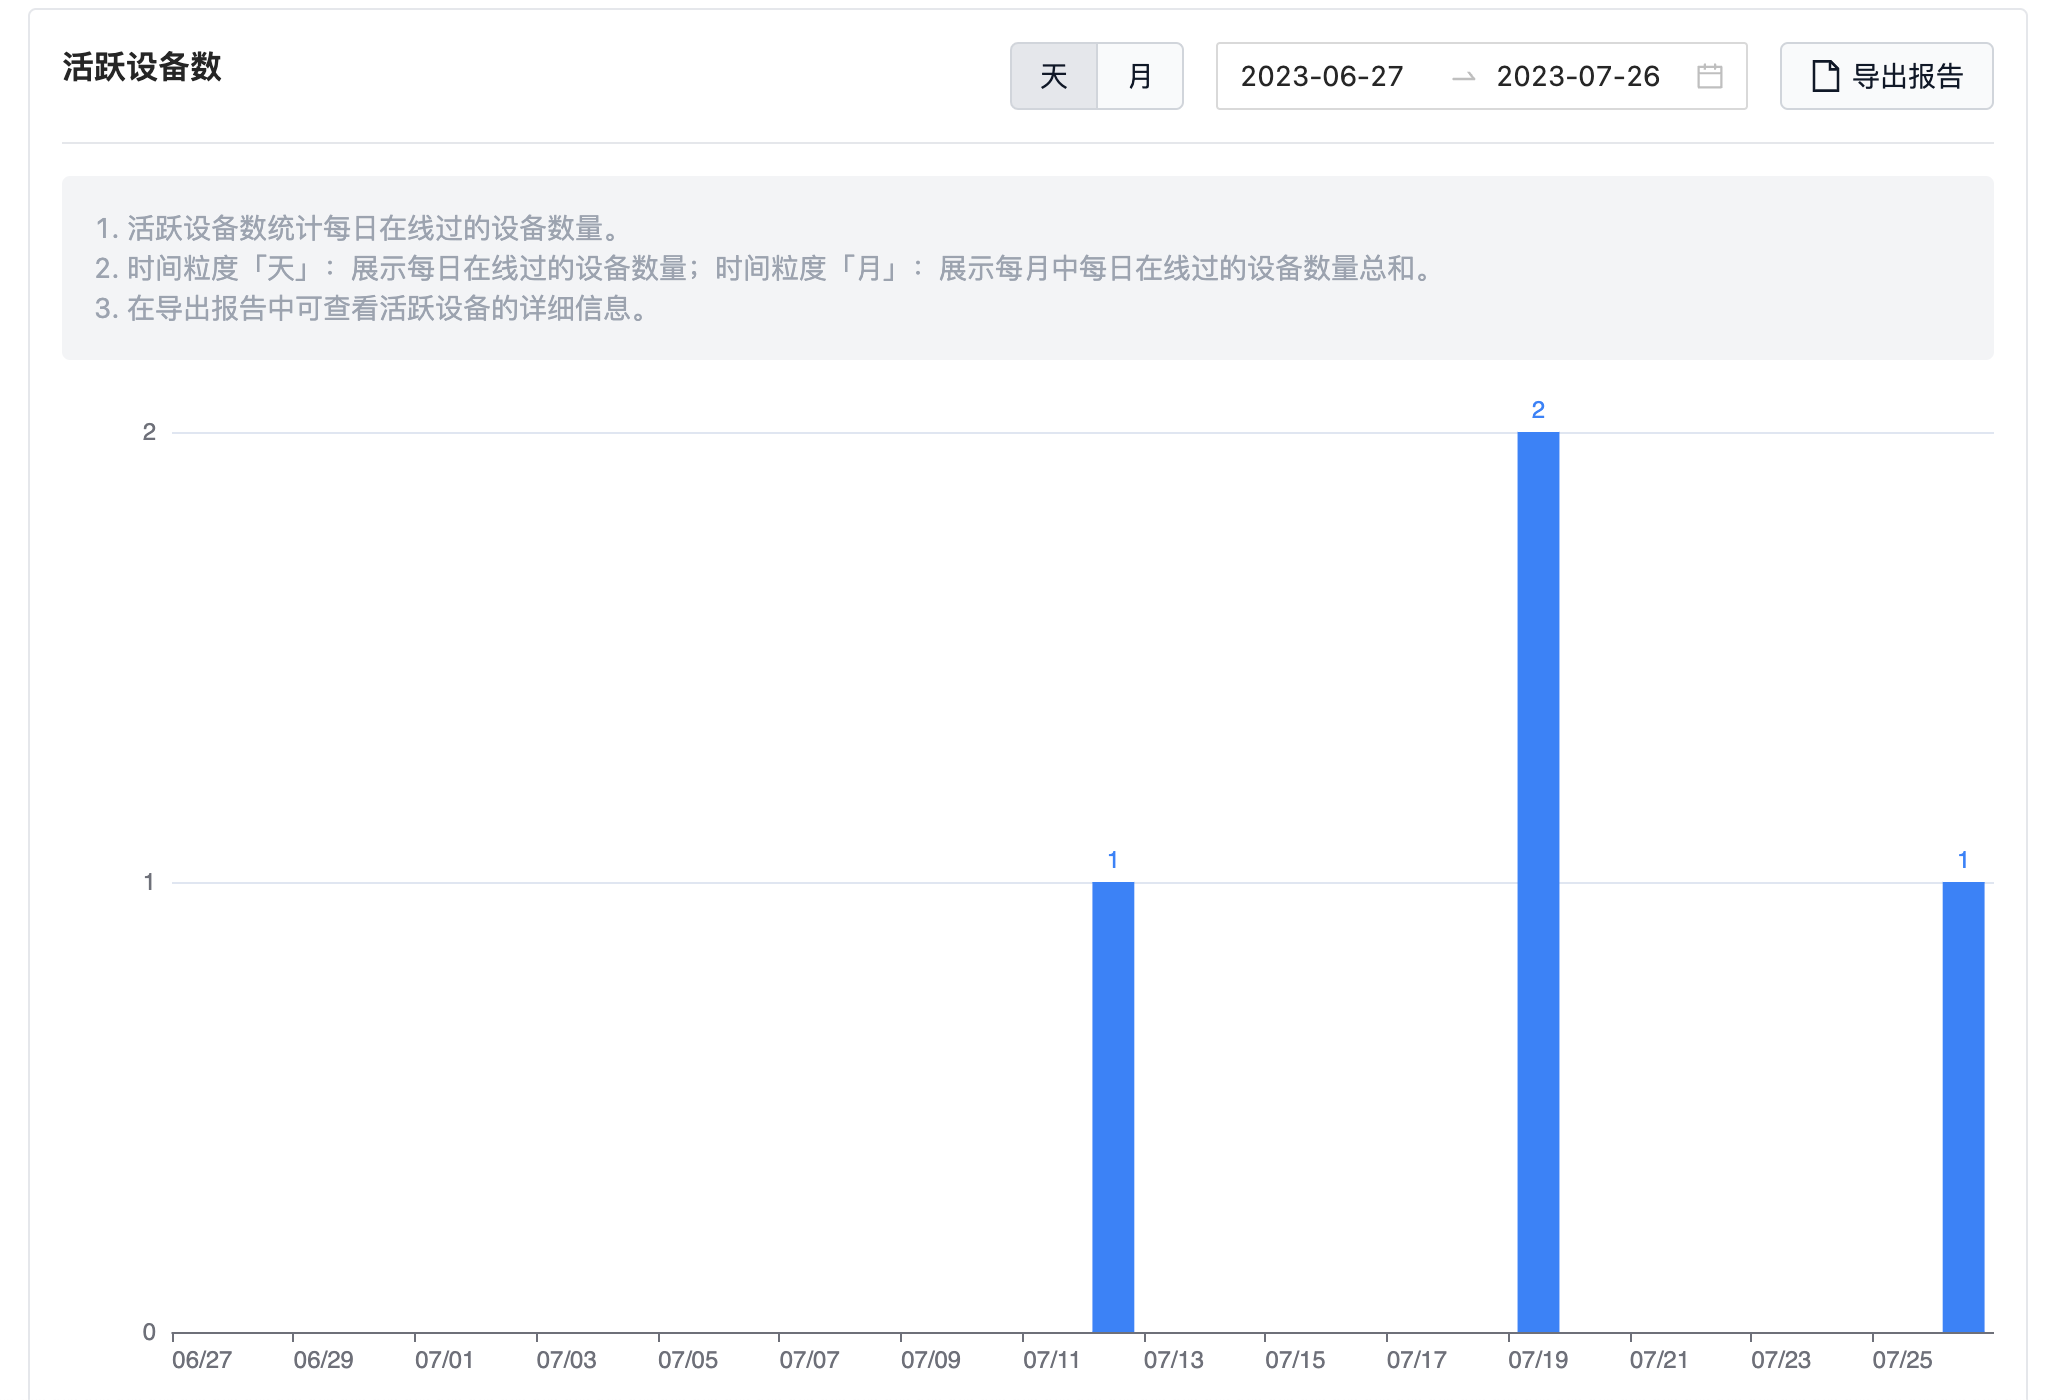 活跃设备数
天 月 2023-06-27 → 2023-07-26 导出报告
1. 活跃设备数统计每日在线过的设备数量。
2. 时间粒度「天」：展示每日在线过的设备数量；时间粒度「月」：展示每月中每日在线过的设备数量总和。
3. 在导出报告中可查看活跃设备的详细信息。
2
2
1
1
1
0
06/27 06/29 07/01 07/03 07/05 07/07 07/09 07/11 07/13 07/15 07/17 07/19 07/21 07/23 07/25